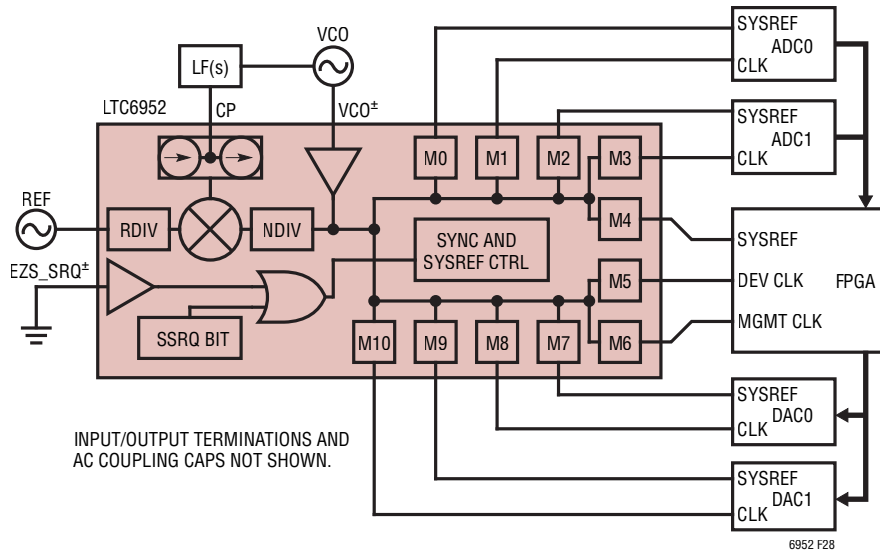 VCO
LF(s)
LTC6952
CP
VCO±
SYSREF
ADC0
CLK
SYSREF
ADC1
CLK
M0
M1
M2
M3
M4
REF
RDIV
NDIV
SYNC AND
SYSREF CTRL
EZS_SRQ±
SSRQ BIT
M5
M6
M10
M9
M8
M7
SYSREF
DEV CLK
FPGA
MGMT CLK
SYSREF
DAC0
CLK
SYSREF
DAC1
CLK
INPUT/OUTPUT TERMINATIONS AND
AC COUPLING CAPS NOT SHOWN.
6952 F28